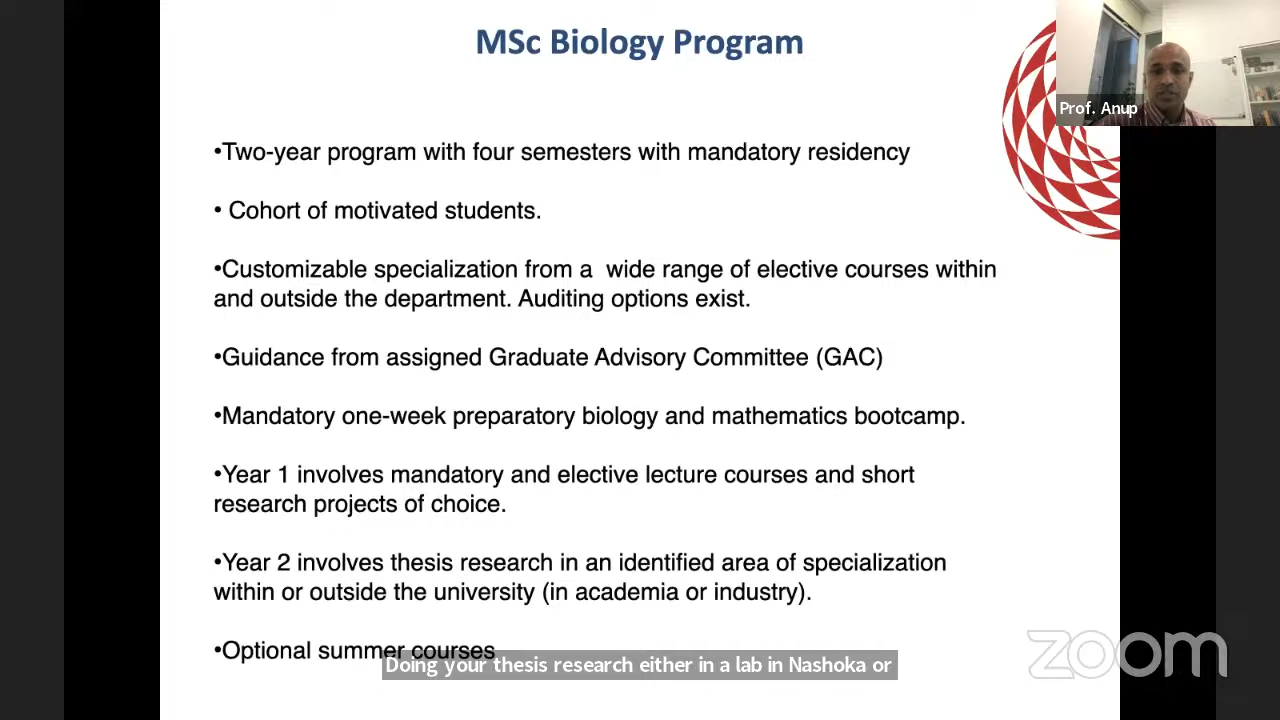 MSc Biology Program
Prof. Anup
•Two-year program with four semesters with mandatory residency
• Cohort of motivated students.
•Customizable specialization from a wide range of elective courses within
and outside the department. Auditing options exist.
•Guidance from assigned Graduate Advisory Committee (GAC)
•Mandatory one-week preparatory biology and mathematics bootcamp.
•Year 1 involves mandatory and elective lecture courses and short
research projects of choice.
•Year 2 involves thesis research in an identified area of specialization
within or outside the university (in academia or industry).
•Optional summer courses
Doing your thesis research either in a lab in Nashoka or
zoom